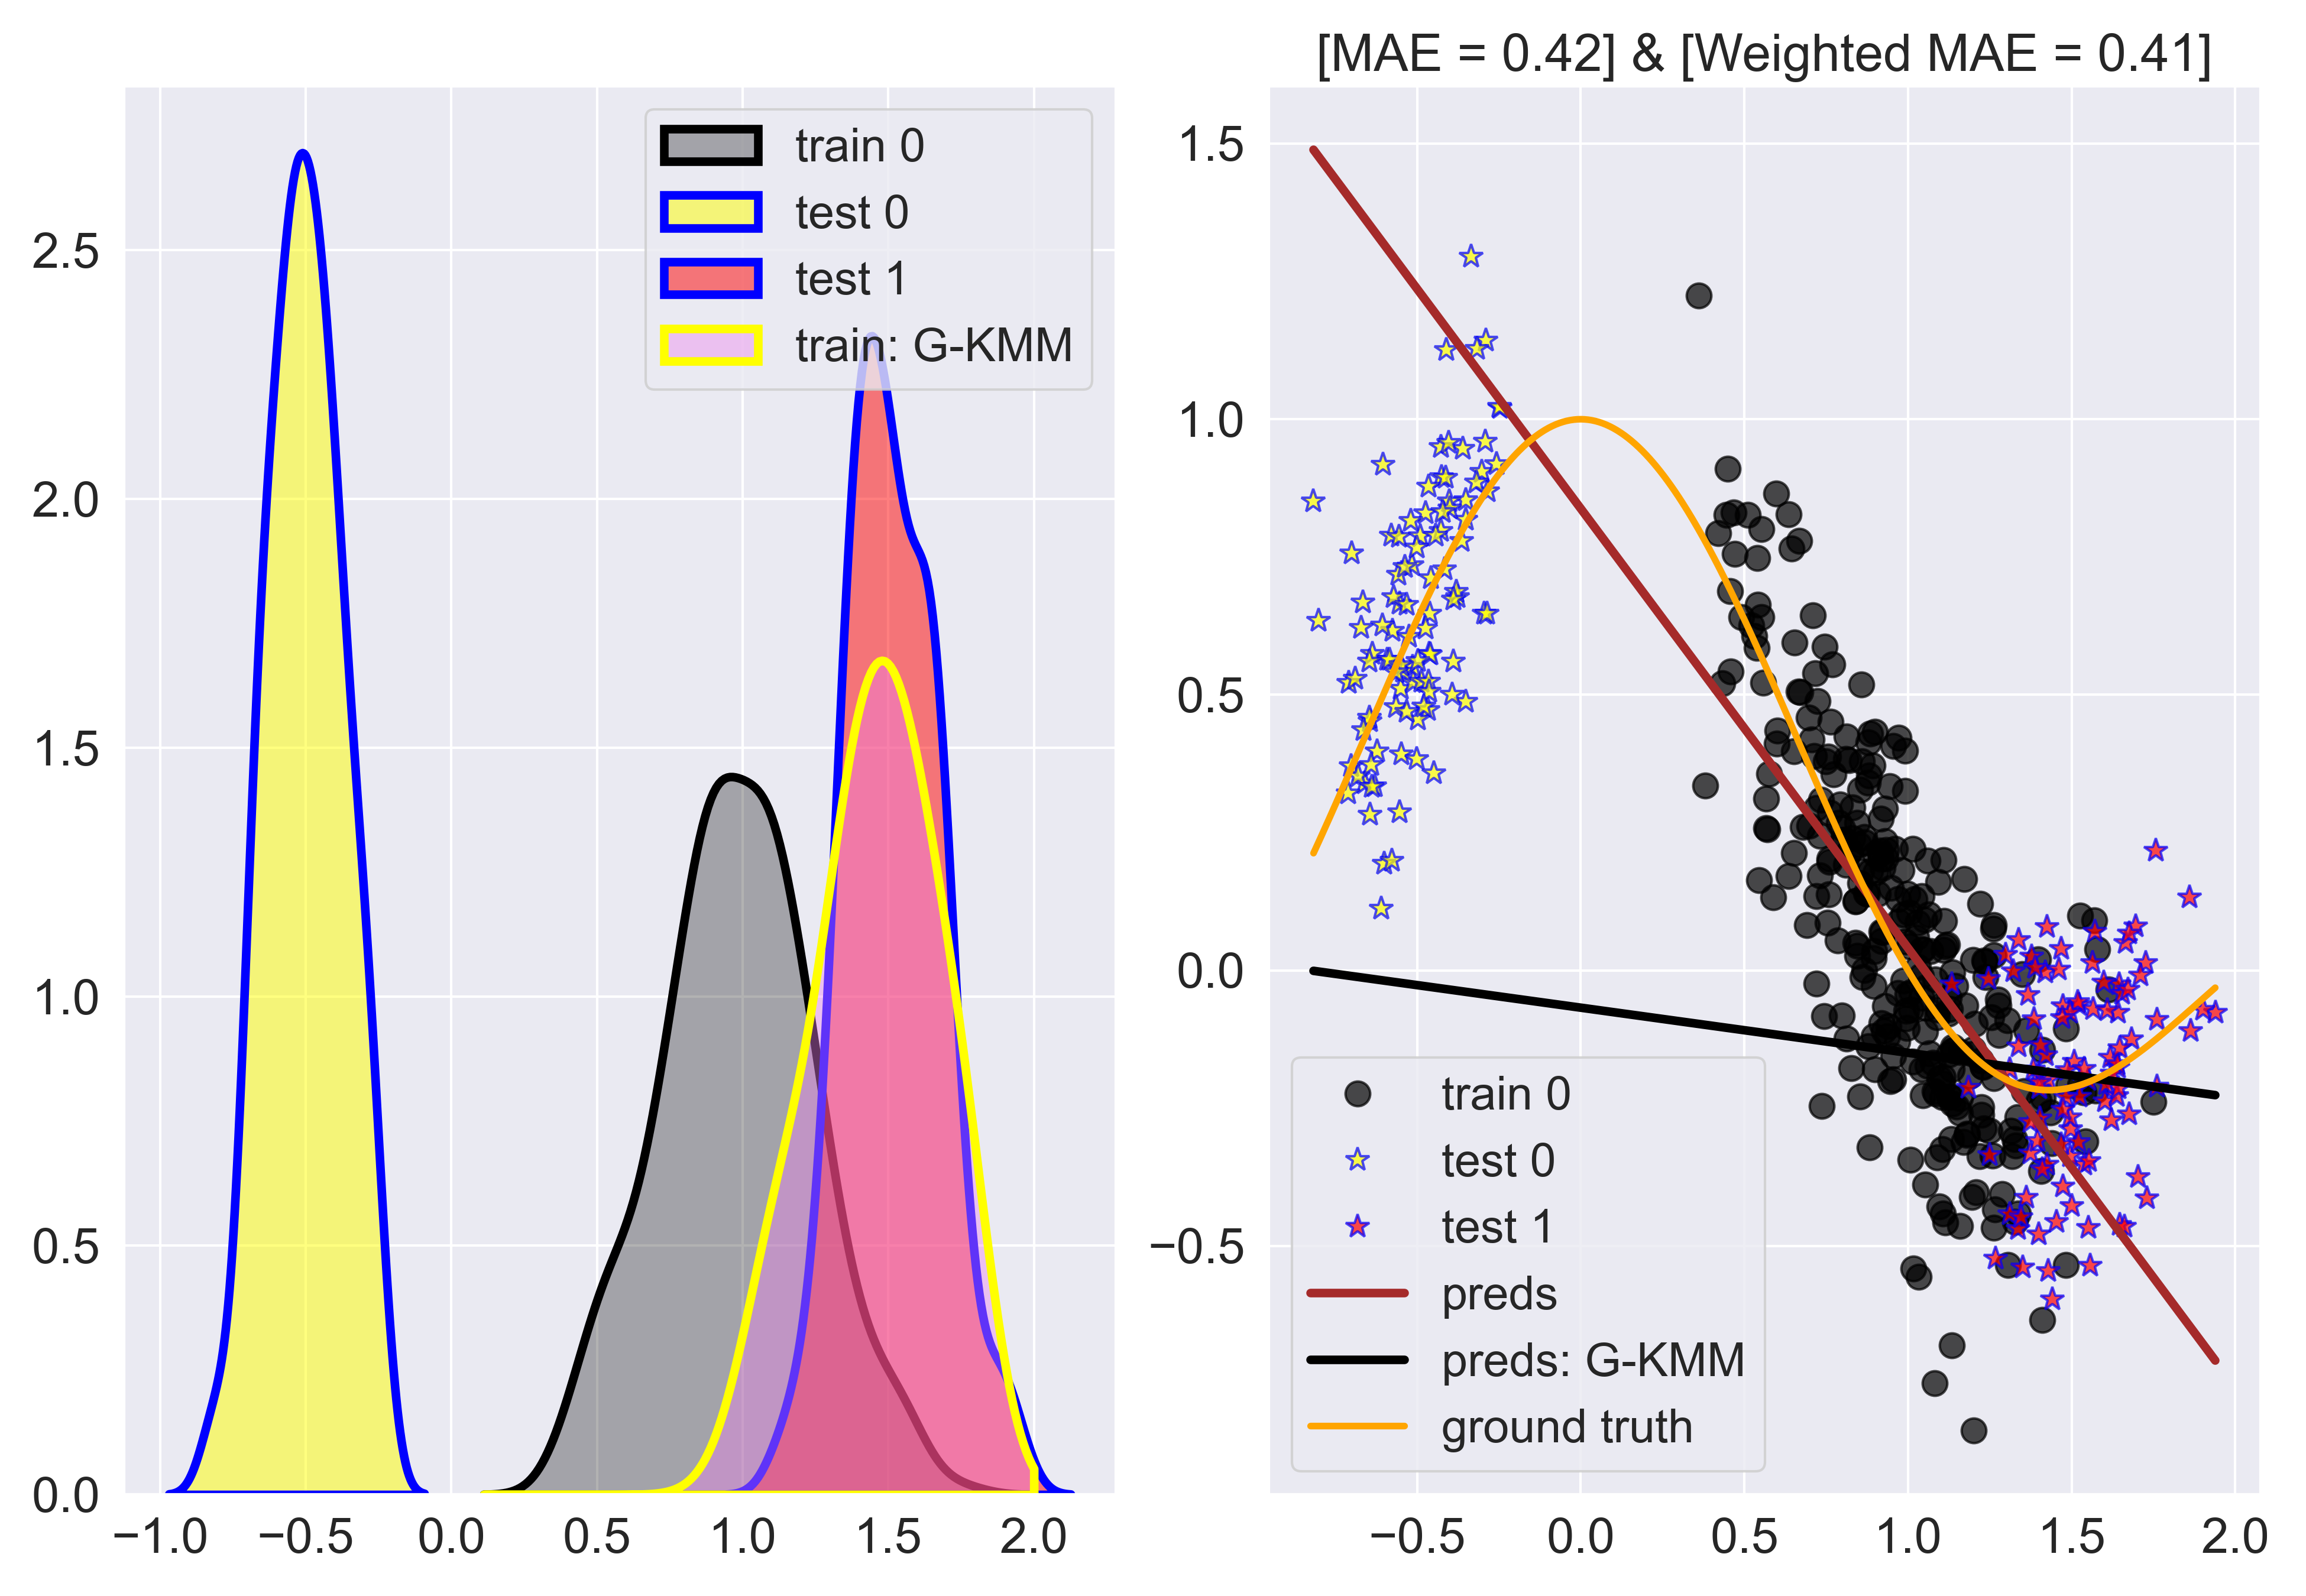 [MAE = 0.42] & [Weighted MAE = 0.41]
train 0
test 0
test 1
train: G-KMM
2.5
2.0
1.5
1.0
0.5
0.0
−1.0 −0.5 0.0 0.5 1.0 1.5 2.0
1.5
1.0
0.5
0.0
−0.5
train 0
test 0
test 1
preds
preds: G-KMM
ground truth
−0.5 0.0 0.5 1.0 1.5 2.0